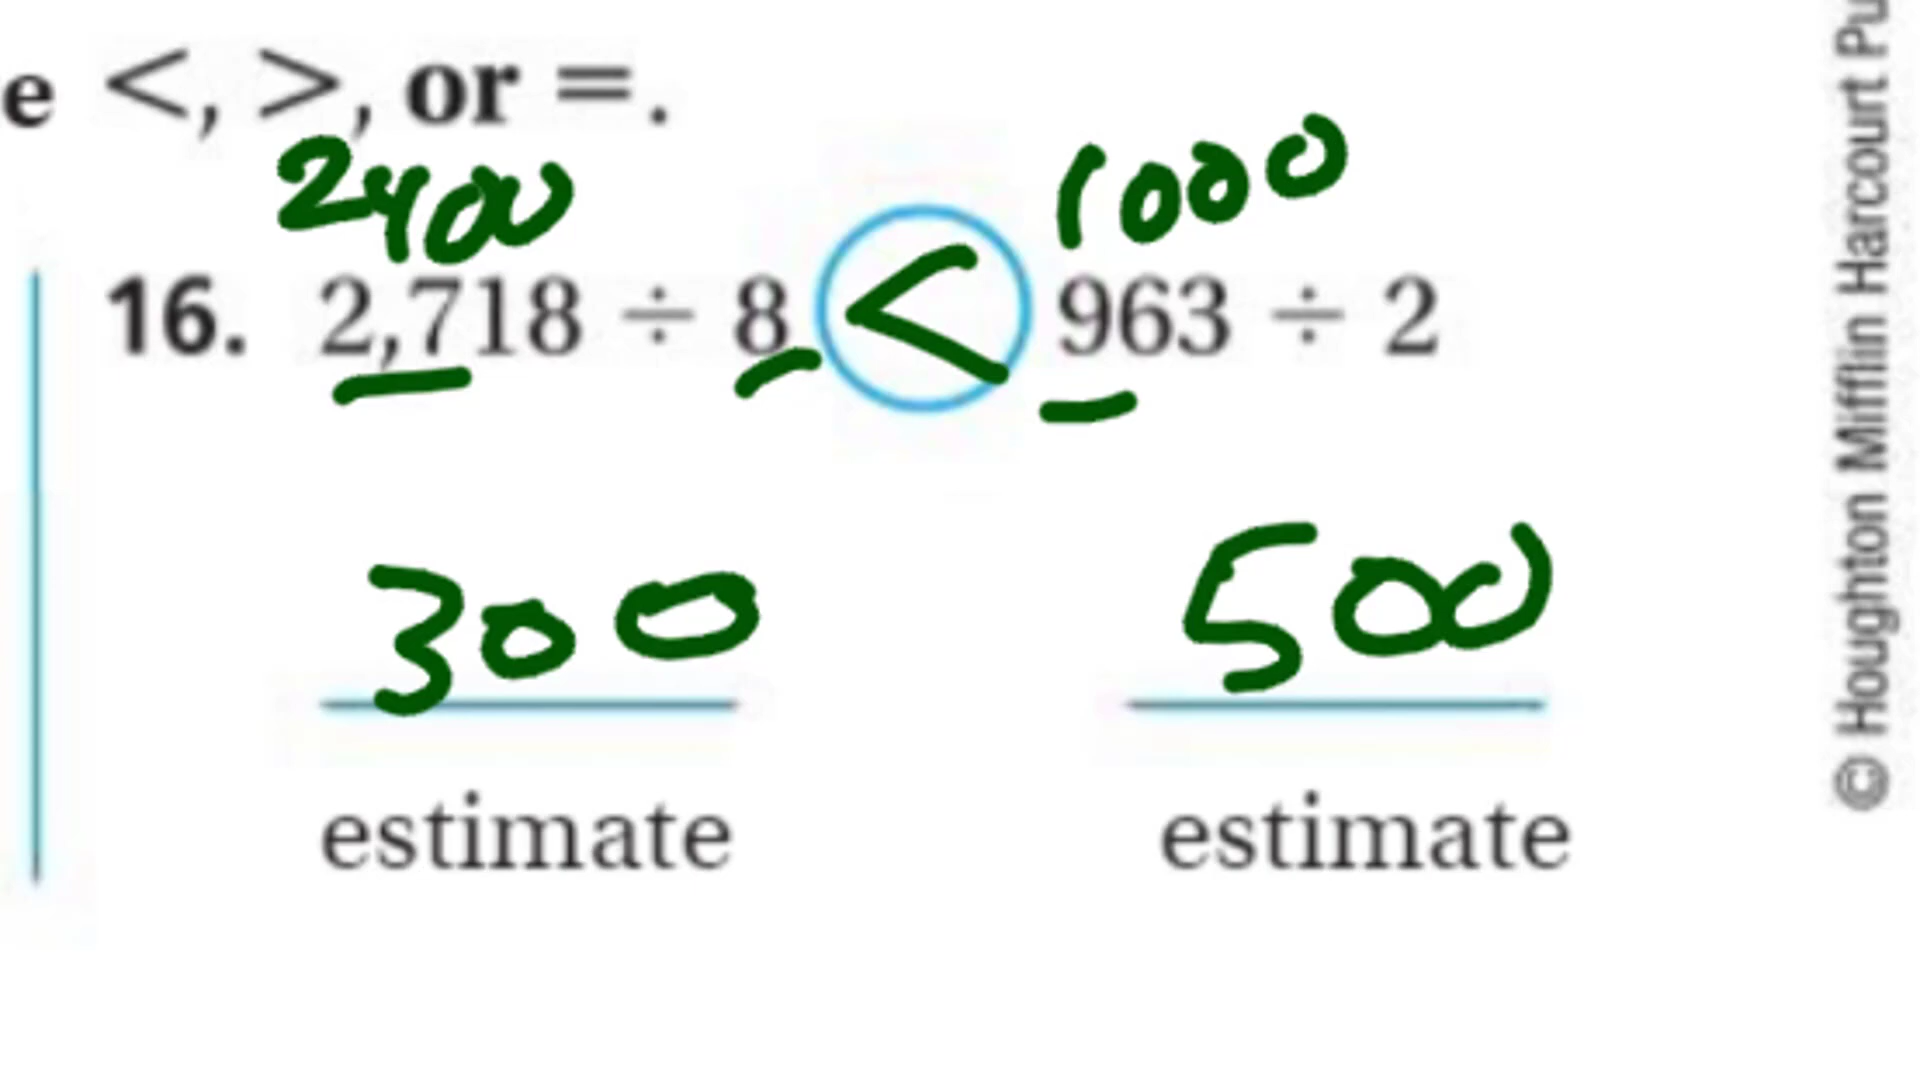 e <, >, or =.
2400 1000
16. 2,718 ÷ 8 < 963 ÷ 2
300 500
estimate estimate
© Houghton Mifflin Harcourt Pu